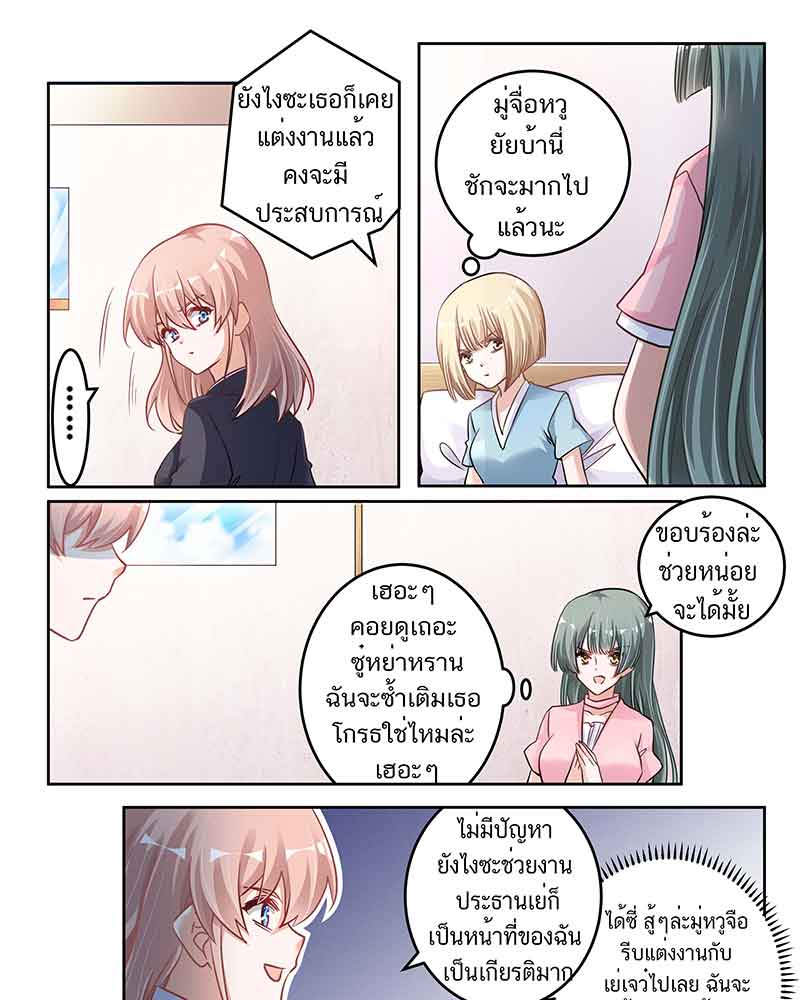 ยังไงซะเธอก็เคย
แต่งงานแล้ว
คงจะมี
ประสบการณ์
......
มู่จื่อหวู
ยัยบ้านี่
ชักจะมากไป
แล้วนะ
ขอบร้องล่ะ
ช่วยหน่อย
จะได้มั้ย
เฮอะๆ
คอยดูเถอะ
ซู๋หย่าหราน
ฉันจะซ้ำเติมเธอ
โกรธใช่ไหมล่ะ
เฮอะๆ
ไม่มีปัญหา
ยังไงซะช่วยงาน
ประธานเย่ก็
เป็นหน้าที่ของฉัน
เป็นเกียรติมาก
ได้ซี่ สู้ๆล่ะมู่หวูจือ
รีบแต่งงานกับ
เย่เจว๋ไปเลย ฉันจะ